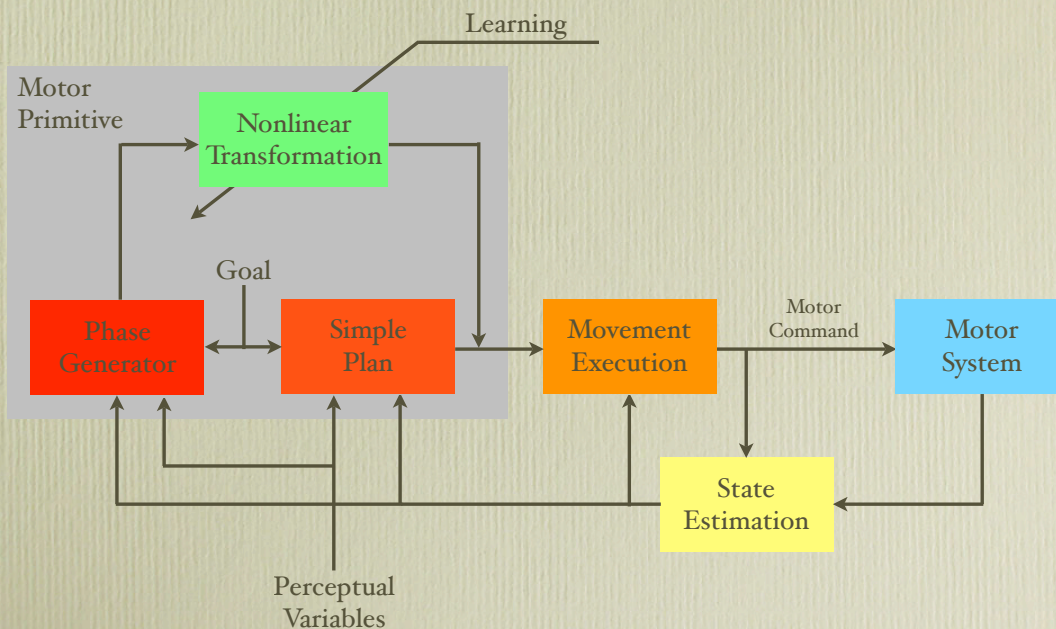 Learning
Motor
Primitive
Nonlinear
Transformation
Goal
Phase
Generator
Simple
Plan
Movement
Execution
Motor
Command
Motor
System
State
Estimation
Perceptual
Variables